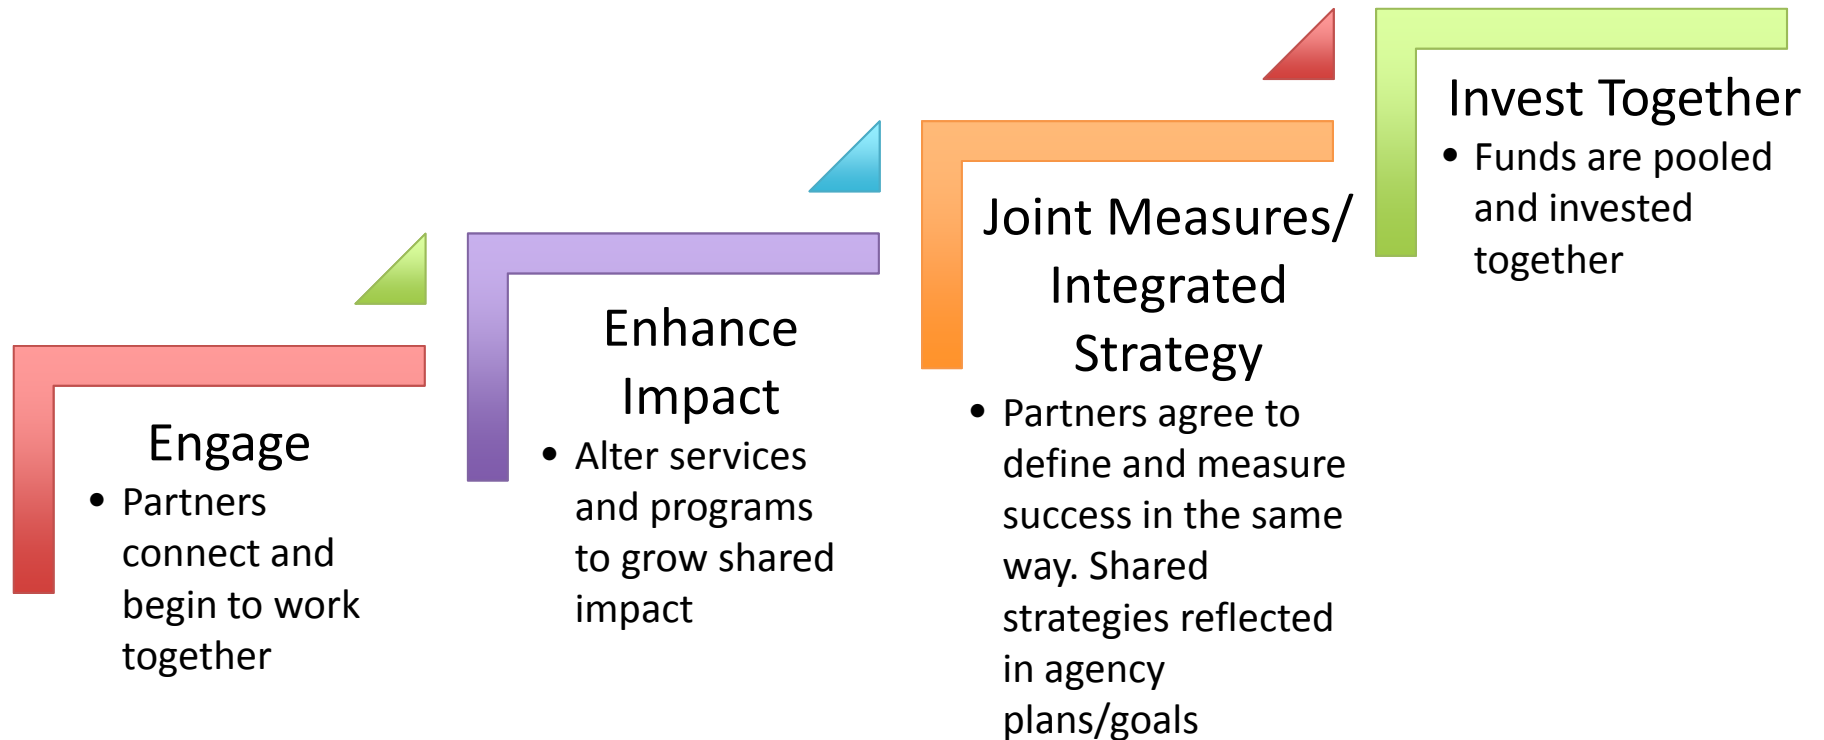 Engage
• Partners
connect and
begin to work
together
Enhance
Impact
• Alter services
and programs
to grow shared
impact
Joint Measures/
Integrated
Strategy
• Partners agree to
define and measure
success in the same
way. Shared
strategies reflected
in agency
plans/goals
Invest Together
• Funds are pooled
and invested
together